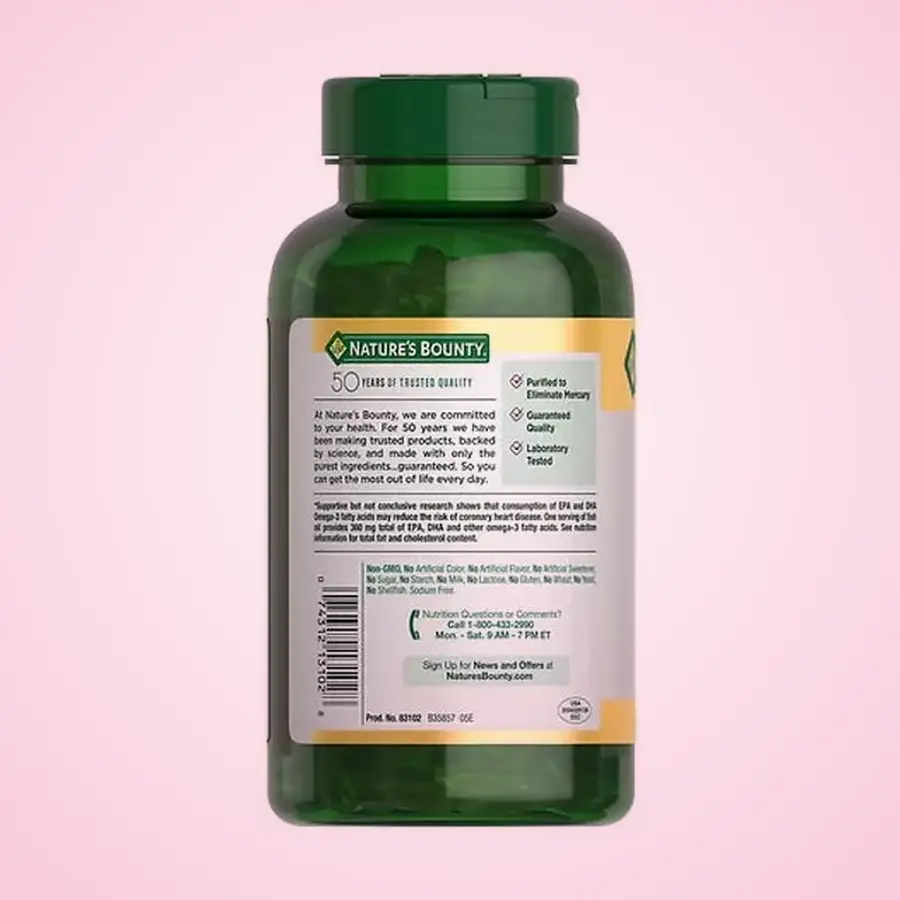 NATURE'S BOUNTY
50 YEARS OF TRUSTED QUALITY
At Nature's Bounty, we are committed
to your health. For 50 years we have
been making trusted products, backed
by science, and made with only the
purest ingredients...guaranteed. So you
can get the most out of life every day.
Purified to
Eliminate Mercury
Guaranteed
Quality
Laboratory
Tested
*Supportive but not conclusive research shows that consumption of EPA and DHA
Omega-3 fatty acids may reduce the risk of coronary heart disease. One serving of fish
oil provides 360 mg total of EPA, DHA and other omega-3 fatty acids. See nutrition
information for total fat and cholesterol content.
Non-GMO, No Artificial Color, No Artificial Flavor, No Artificial Sweetener,
No Sugar, No Starch, No Milk, No Lactose, No Gluten, No Wheat, No Yeast,
No Shellfish. Sodium Free.
Nutrition Questions or Comments?
Call 1-800-433-2990
Mon. - Sat. 9 AM - 7 PM ET
Sign Up for News and Offers at
NaturesBounty.com
0 74312 13102 8
Prod. No. 83102 B35857 05E
USA